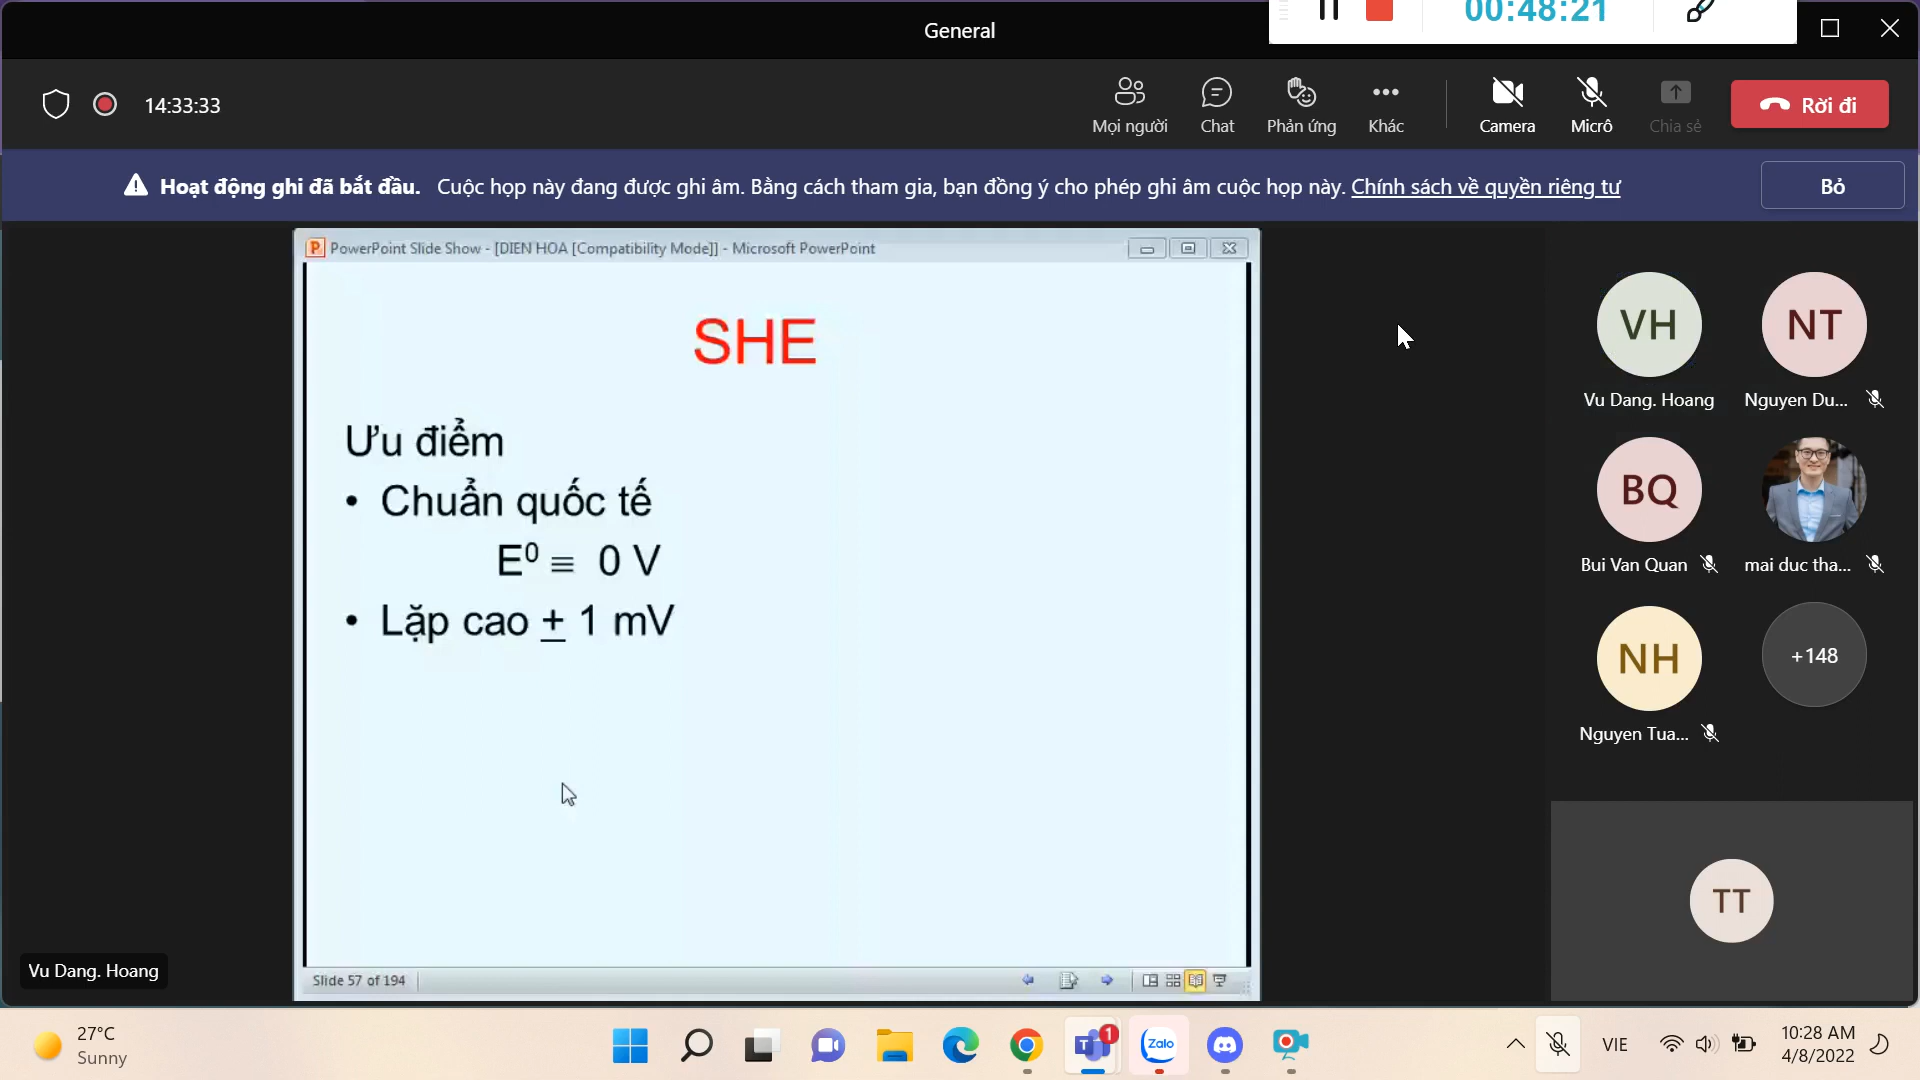 General
00:48:21
14:33:33
Mọi người
Chat
Phản ứng
Khác
Camera
Micrô
Chia sẻ
Rời đi
Hoạt động ghi đã bắt đầu. Cuộc họp này đang được ghi âm. Bằng cách tham gia, bạn đồng ý cho phép ghi âm cuộc họp này. Chính sách về quyền riêng tư
Bỏ
PowerPoint Slide Show - [DIEN HOA [Compatibility Mode]] - Microsoft PowerPoint
SHE
Ưu điểm
• Chuẩn quốc tế
E⁰ ≡ 0 V
• Lặp cao ± 1 mV
Slide 57 of 194
Vu Dang. Hoang
VH
Vu Dang. Hoang
NT
Nguyen Du...
BQ
Bui Van Quan
mai duc tha...
NH
Nguyen Tua...
+148
TT
27°C
Sunny
1
Zalo
VIE
10:28 AM
4/8/2022